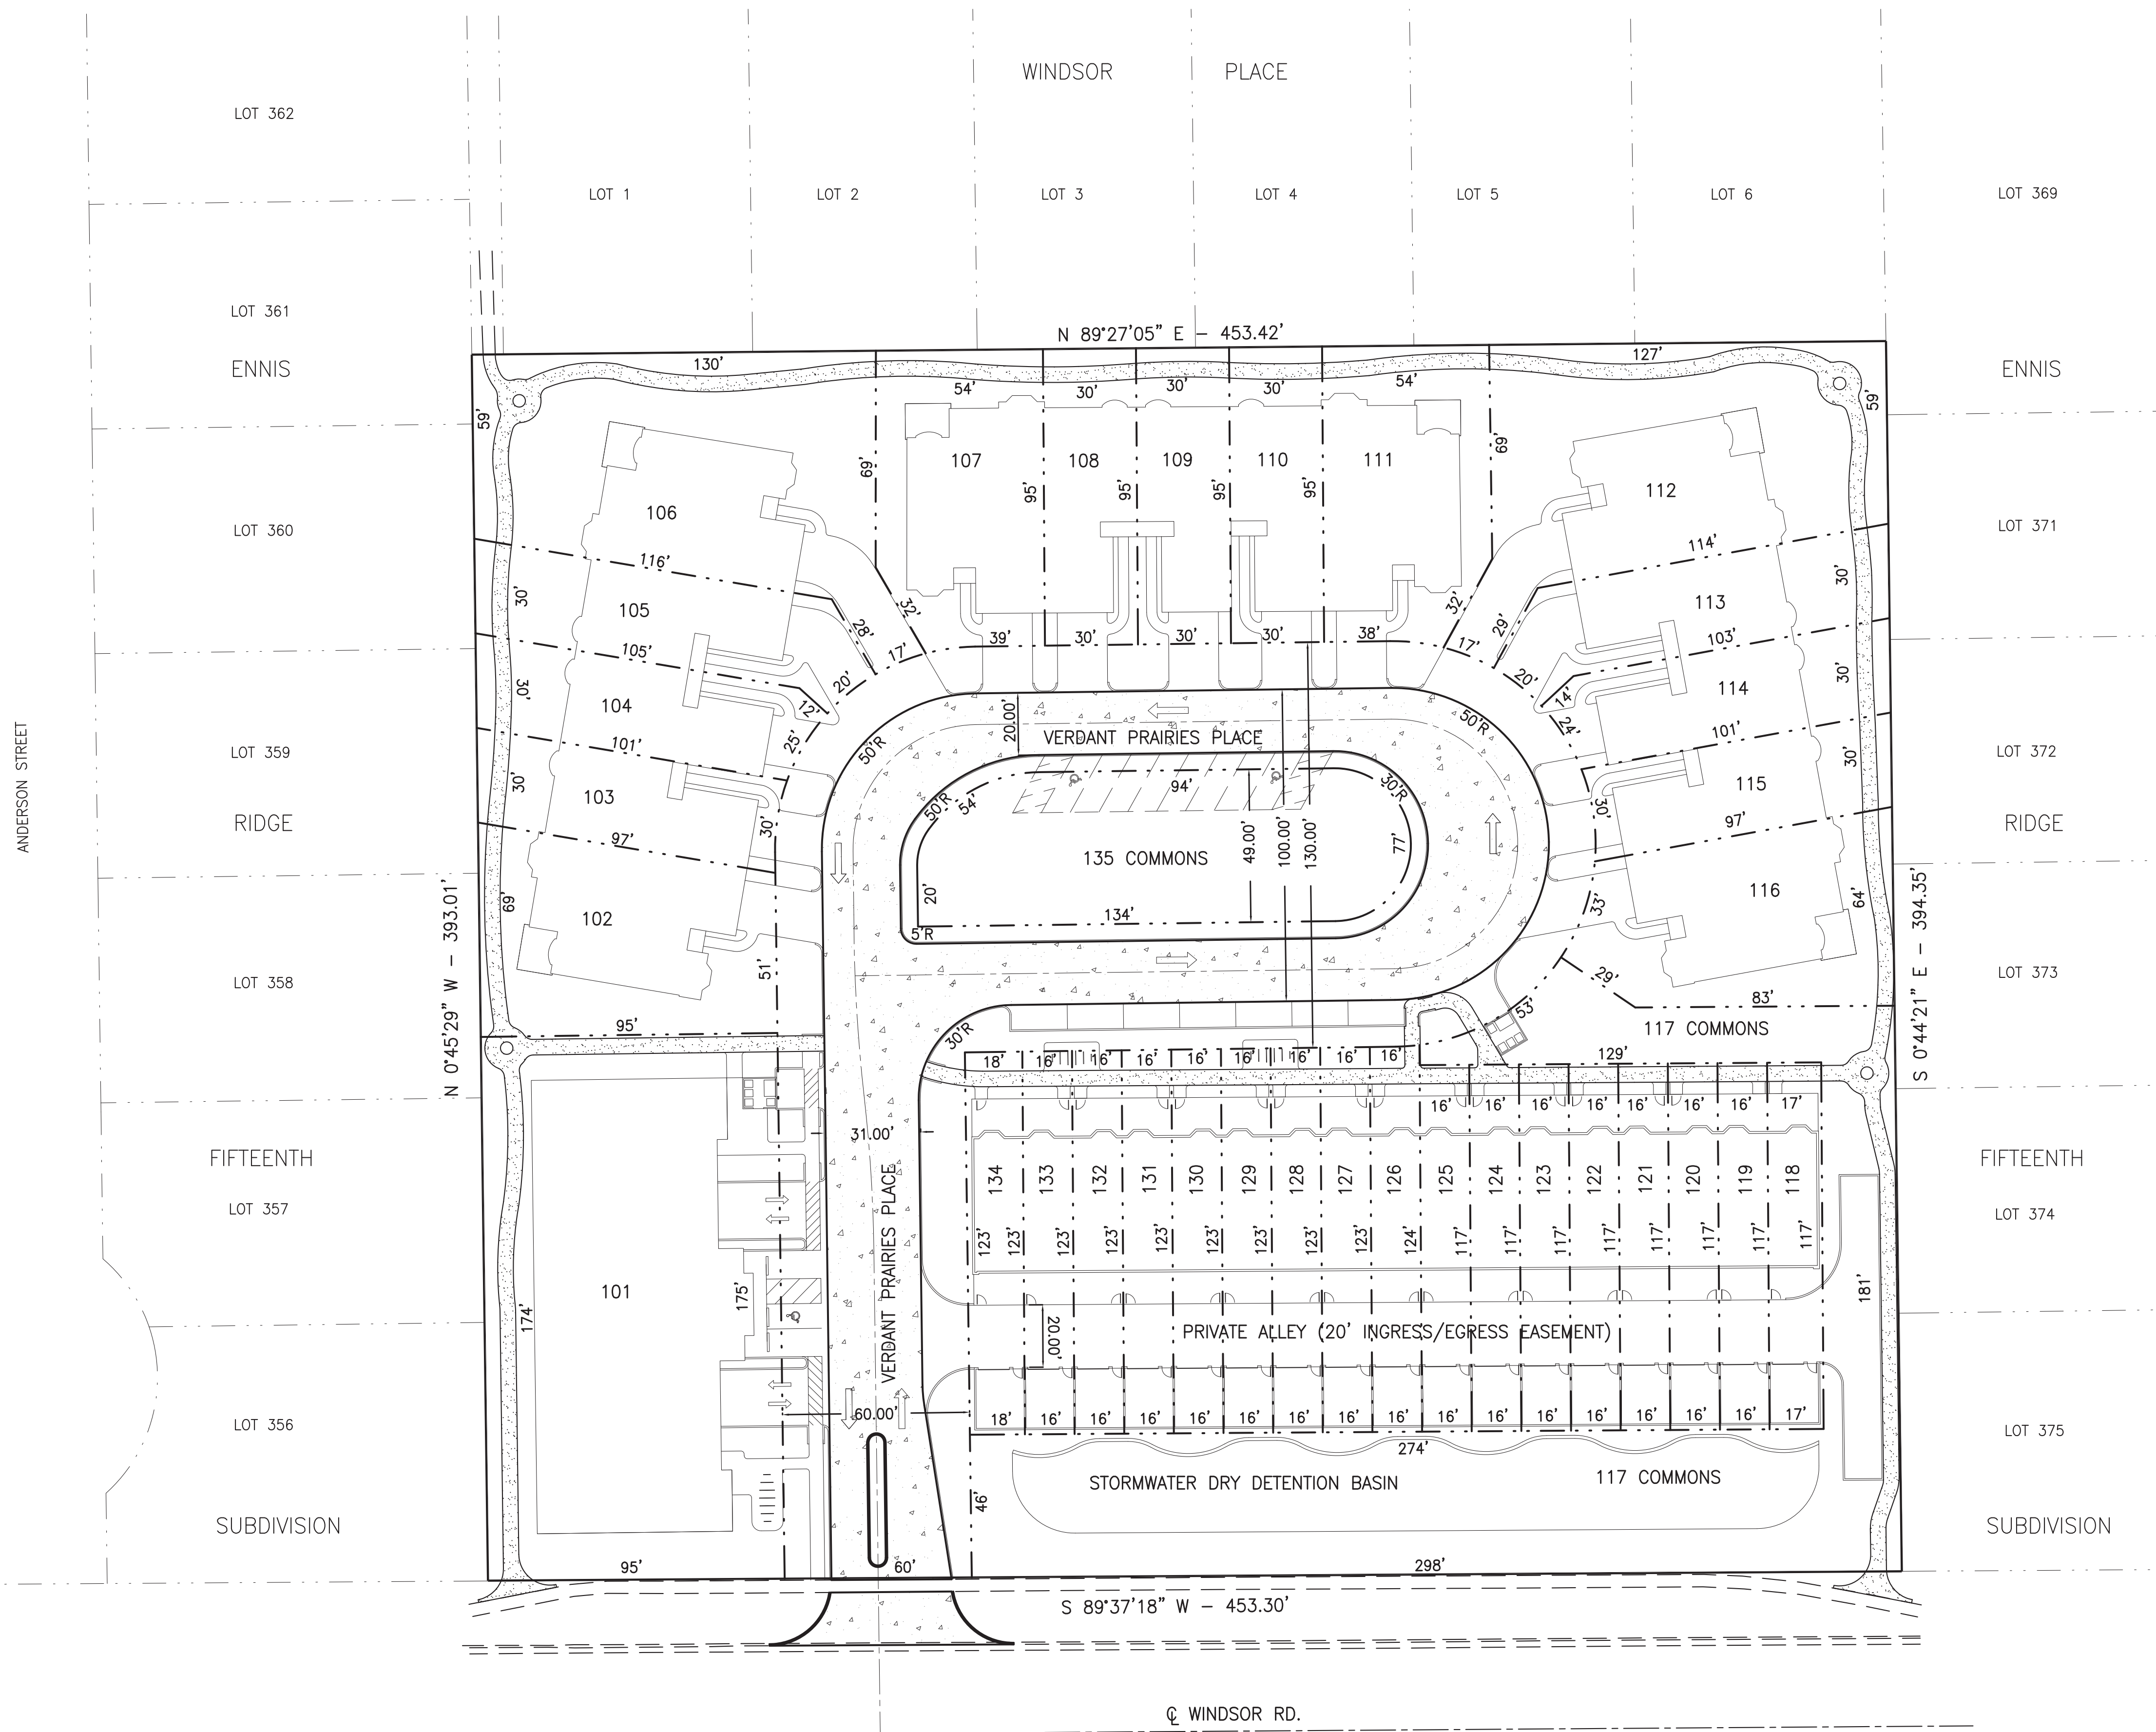 WINDSOR PLACE
LOT 362
LOT 1 LOT 2 LOT 3 LOT 4 LOT 5 LOT 6 LOT 369
LOT 361
N 89°27'05" E – 453.42'
ENNIS
130'
127'
ENNIS
54' 30' 30' 30' 54'
59'
59'
69'
69'
107 108 109 110 111
95' 95' 95' 95'
106
112
LOT 360
LOT 371
116'
114'
30'
105
28'
32'
32'
29'
113
30'
105'
17'
39' 30' 30' 30' 38'
17'
103'
30'
104
12'
20'
20'
14'
114
30'
25'
24'
101'
101'
50'R
20.00'
VERDANT PRAIRIES PLACE
50'R
ANDERSON STREET
LOT 359
LOT 372
30'
103
30'
50'R
54'
94'
30'R
30'
115
30'
RIDGE
97'
135 COMMONS
49.00'
100.00'
130.00'
77'
97'
RIDGE
69'
102
20'
134'
5'R
33'
116
64'
N 0°45'29" W – 393.01'
S 0°44'21" E – 394.35'
LOT 358
51'
29'
LOT 373
95'
30'R
53'
83'
117 COMMONS
18' 16' 16' 16' 16' 16' 16' 16' 16'
129'
16' 16' 16' 16' 16' 16' 16' 17'
31.00'
FIFTEENTH
FIFTEENTH
134 133 132 131 130 129 128 127 126 125 124 123 122 121 120 119 118
LOT 357
LOT 374
123' 123' 123' 123' 123' 123' 123' 123' 123' 124' 117' 117' 117' 117' 117' 117' 117' 117'
VERDANT PRAIRIES PLACE
101
175'
174'
181'
PRIVATE ALLEY (20' INGRESS/EGRESS EASEMENT)
20.00'
60.00'
18' 16' 16' 16' 16' 16' 16' 16' 16' 16' 16' 16' 16' 16' 16' 16' 17'
LOT 356
LOT 375
274'
STORMWATER DRY DETENTION BASIN
117 COMMONS
46'
SUBDIVISION
SUBDIVISION
95'
60'
298'
S 89°37'18" W – 453.30'
℄ WINDSOR RD.